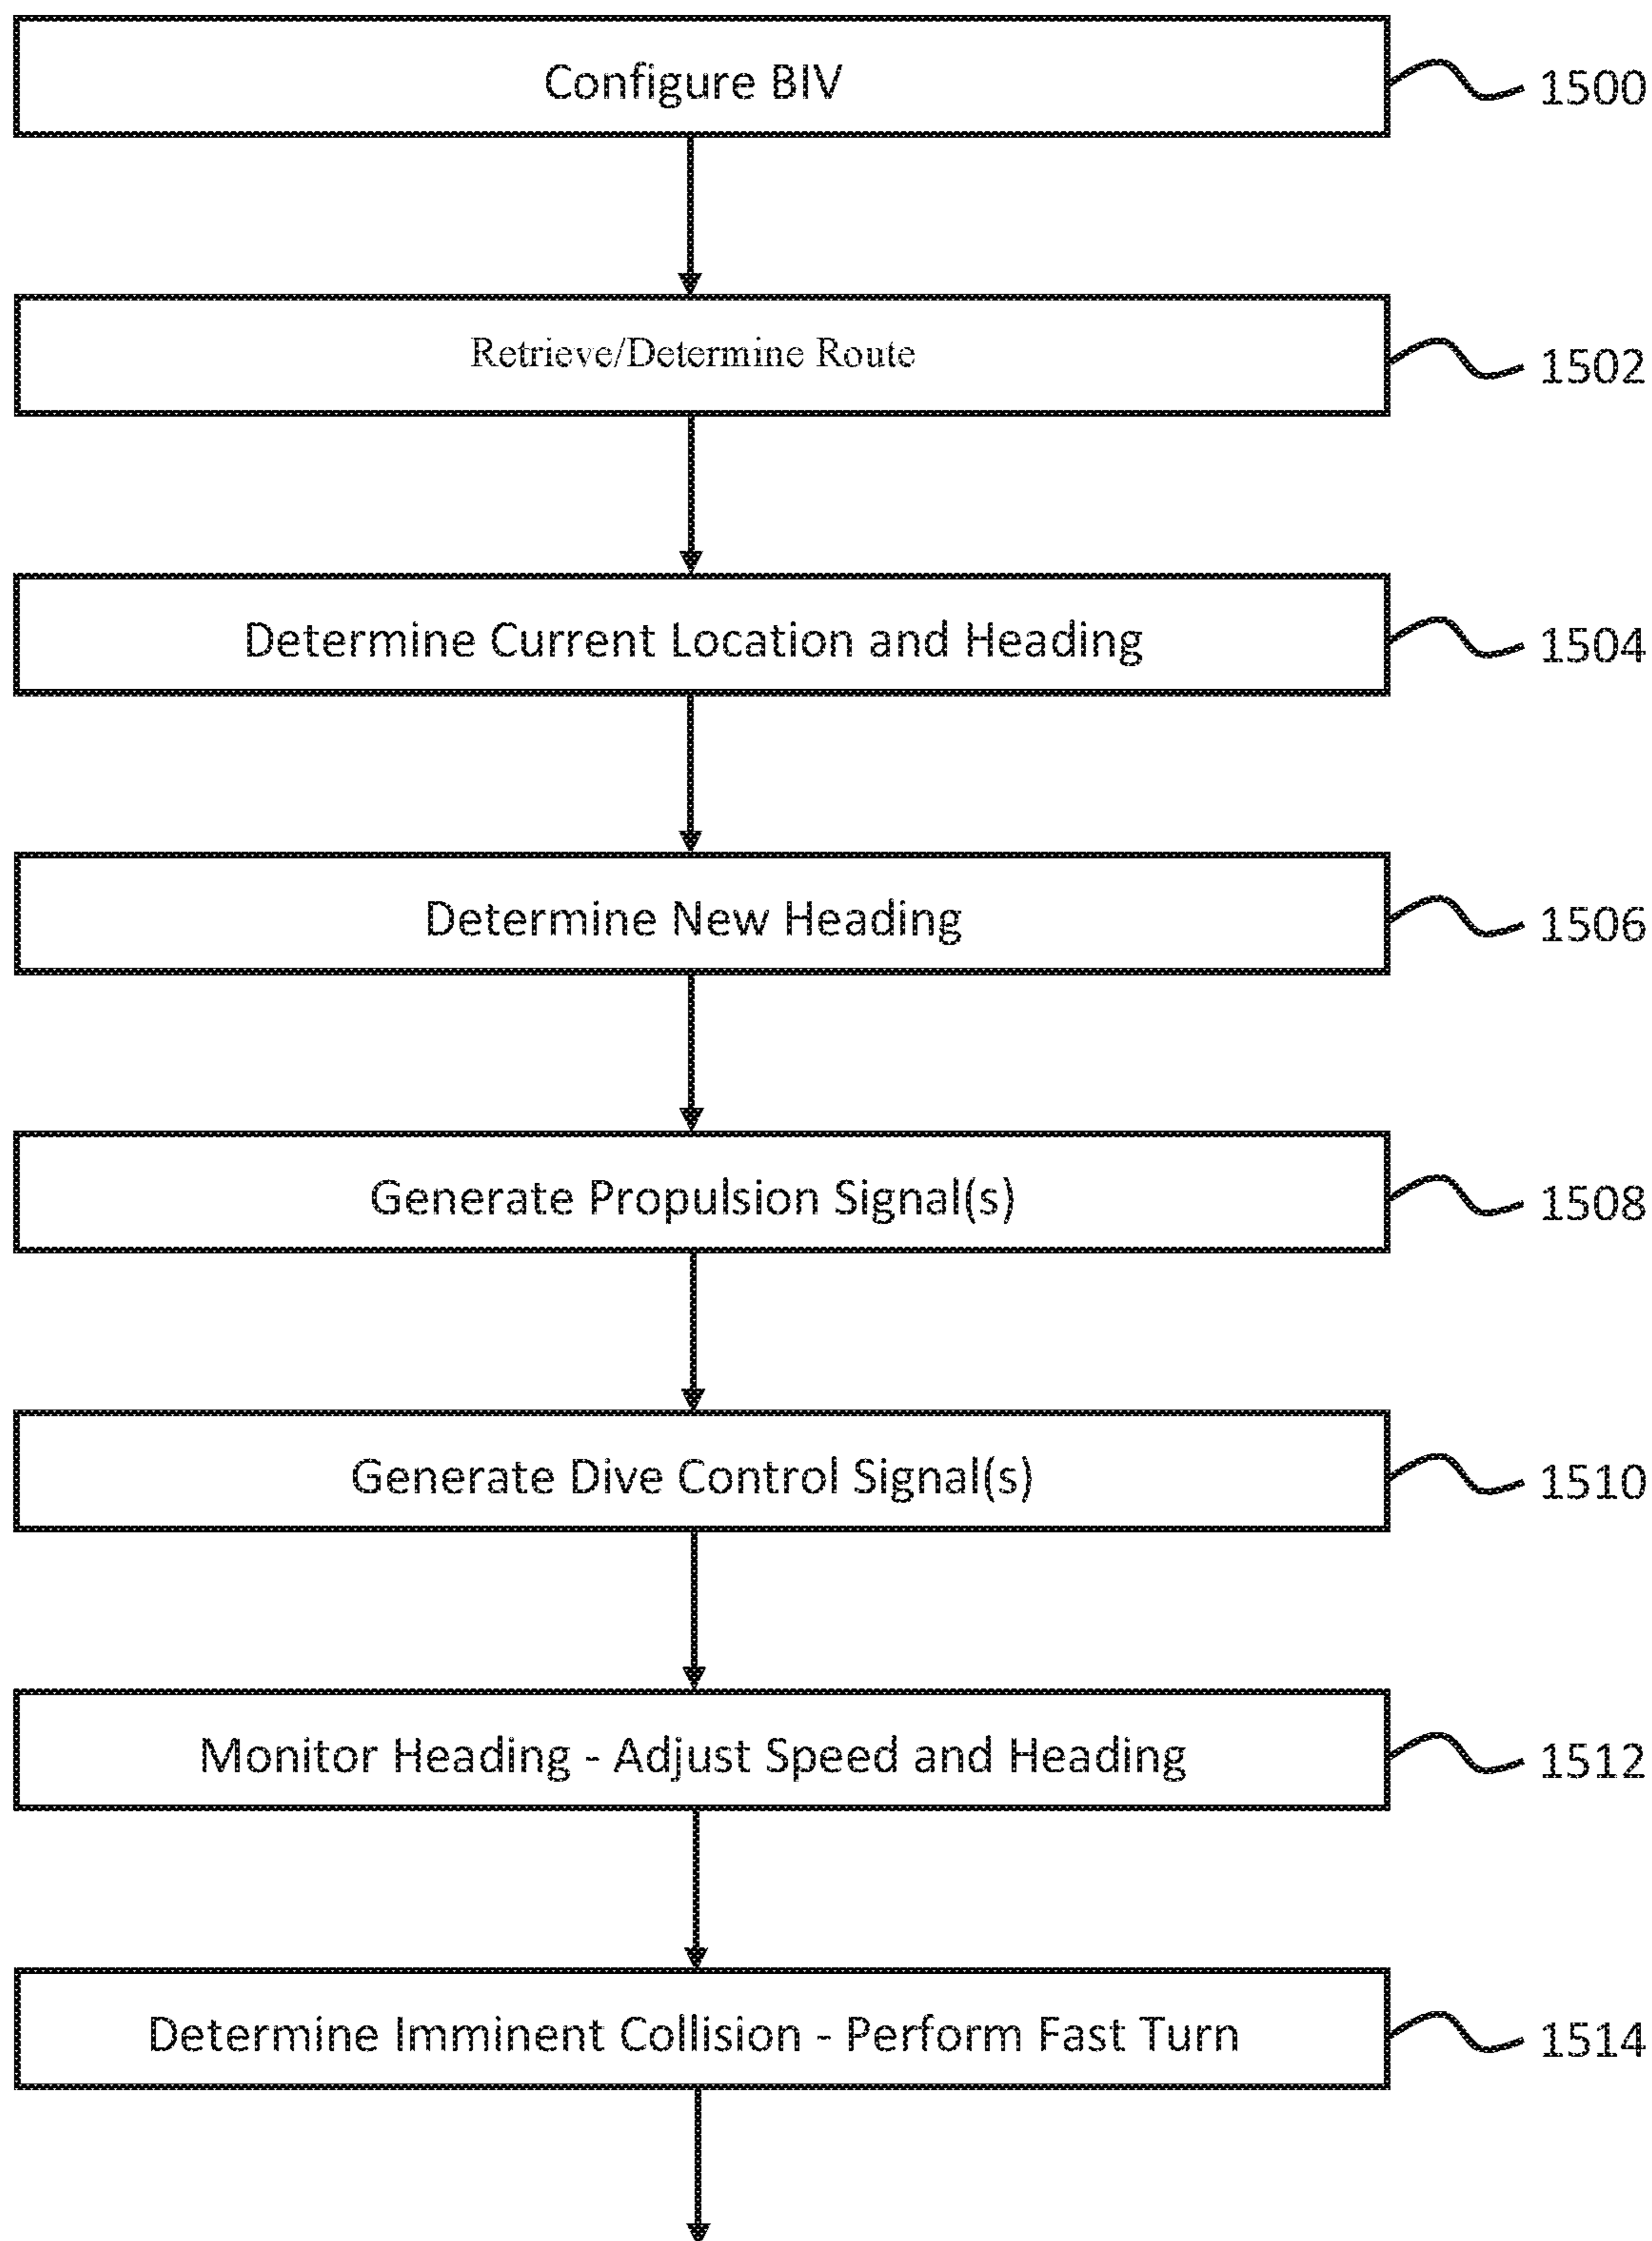 Configure BIV
1500
Retrieve/Determine Route
1502
Determine Current Location and Heading
1504
Determine New Heading
1506
Generate Propulsion Signal(s)
1508
Generate Dive Control Signal(s)
1510
Monitor Heading - Adjust Speed and Heading
1512
Determine Imminent Collision - Perform Fast Turn
1514